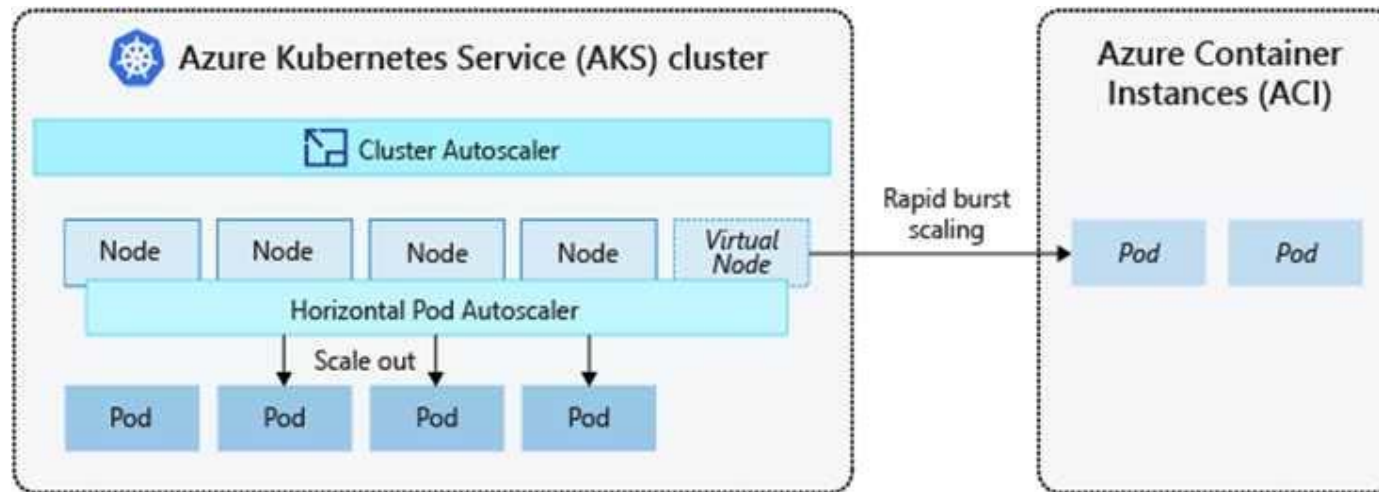 Azure Kubernetes Service (AKS) cluster
Cluster Autoscaler
Node
Node
Node
Node
Virtual
Node
Horizontal Pod Autoscaler
Scale out
Pod
Pod
Pod
Pod
Rapid burst
scaling
Azure Container
Instances (ACI)
Pod
Pod